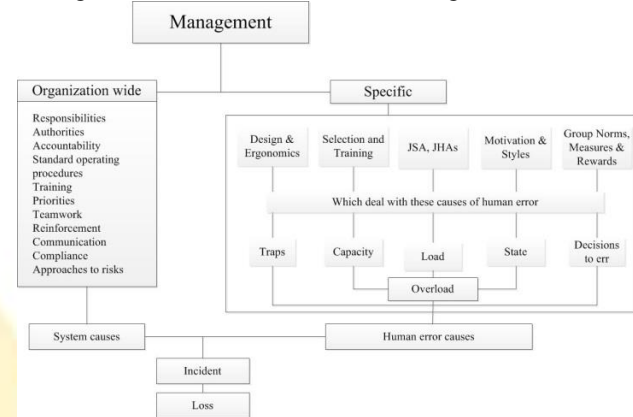 Management
Organization wide
Responsibilities
Authorities
Accountability
Standard operating
procedures
Training
Priorities
Teamwork
Reinforcement
Communication
Compliance
Approaches to risks
Specific
Design &
Ergonomics
Selection and
Training
JSA, JHAs
Motivation &
Styles
Group Norms,
Measures &
Rewards
Which deal with these causes of human error
Traps
Capacity
Load
State
Decisions
to err
Overload
System causes
Human error causes
Incident
Loss